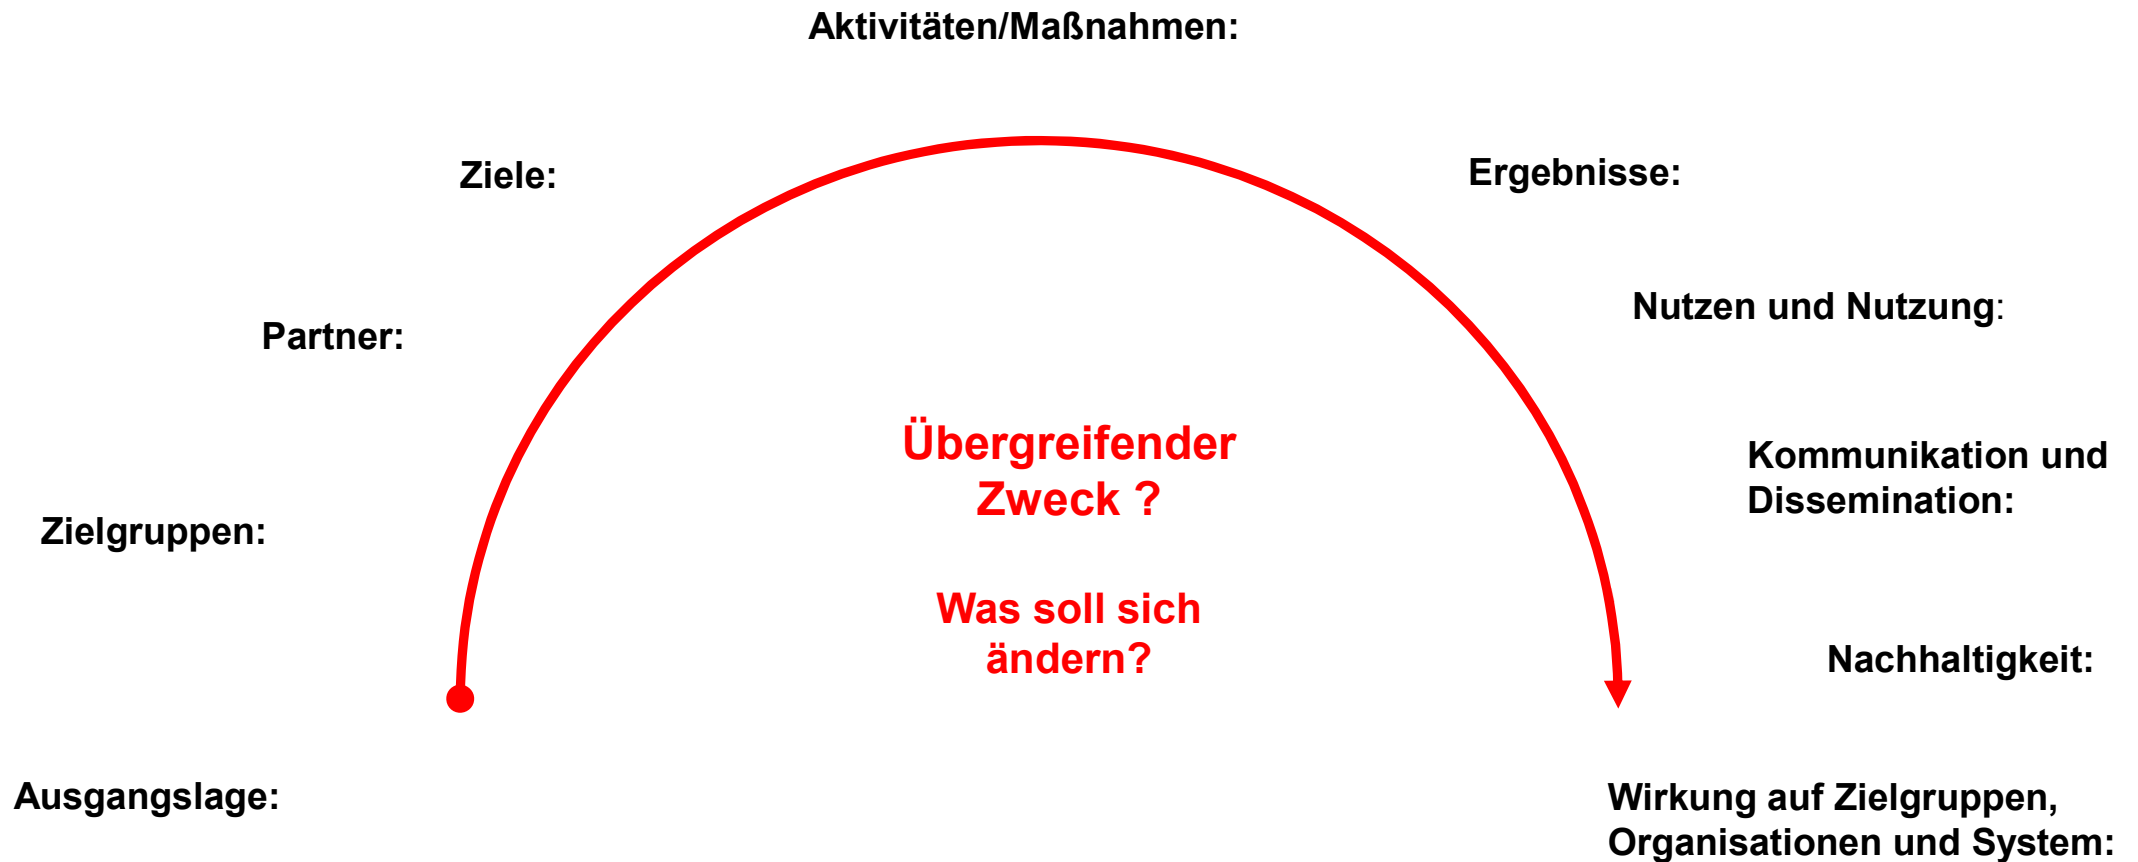 Aktivitäten/Maßnahmen:
Ziele:
Ergebnisse:
Nutzen und Nutzung:
Partner:
Übergreifender
Zweck ?
Kommunikation und
Dissemination:
Zielgruppen:
Was soll sich
ändern?
Nachhaltigkeit:
Ausgangslage:
Wirkung auf Zielgruppen,
Organisationen und System: